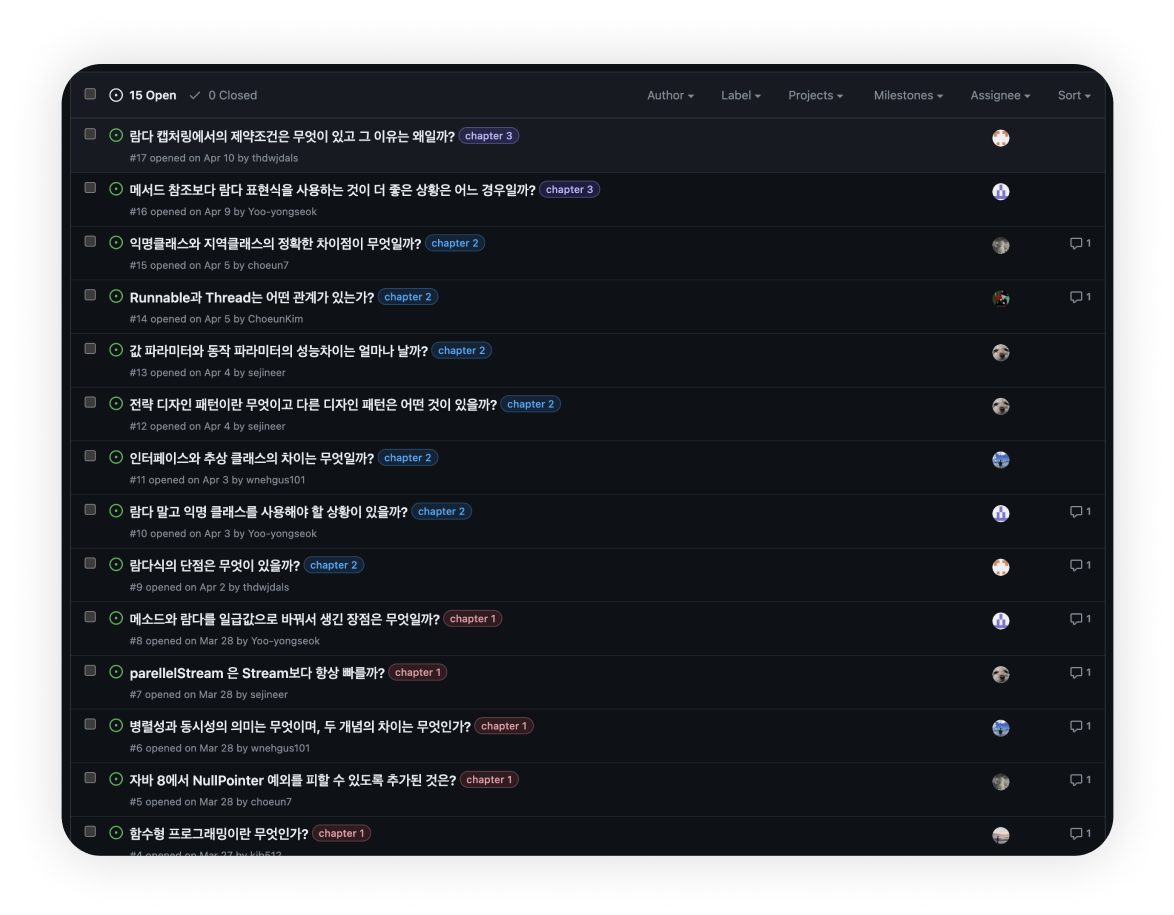 15 Open 0 Closed Author Label Projects Milestones Assignee Sort
람다 캡처링에서의 제약조건은 무엇이 있고 그 이유는 왜일까? chapter 3
#17 opened on Apr 10 by thdwjdals
메서드 참조보다 람다 표현식을 사용하는 것이 더 좋은 상황은 어느 경우일까? chapter 3
#16 opened on Apr 9 by Yoo-yongseok
익명클래스와 지역클래스의 정확한 차이점이 무엇일까? chapter 2 1
#15 opened on Apr 5 by choeun7
Runnable과 Thread는 어떤 관계가 있는가? chapter 2 1
#14 opened on Apr 5 by ChoeunKim
값 파라미터와 동작 파라미터의 성능차이는 얼마나 날까? chapter 2
#13 opened on Apr 4 by sejineer
전략 디자인 패턴이란 무엇이고 다른 디자인 패턴은 어떤 것이 있을까? chapter 2
#12 opened on Apr 4 by sejineer
인터페이스와 추상 클래스의 차이는 무엇일까? chapter 2
#11 opened on Apr 3 by wnehgus101
람다 말고 익명 클래스를 사용해야 할 상황이 있을까? chapter 2 1
#10 opened on Apr 3 by Yoo-yongseok
람다식의 단점은 무엇이 있을까? chapter 2 1
#9 opened on Apr 2 by thdwjdals
메소드와 람다를 일급값으로 바꿔서 생긴 장점은 무엇일까? chapter 1 1
#8 opened on Mar 28 by Yoo-yongseok
parellelStream 은 Stream보다 항상 빠를까? chapter 1 1
#7 opened on Mar 28 by sejineer
병렬성과 동시성의 의미는 무엇이며, 두 개념의 차이는 무엇인가? chapter 1 1
#6 opened on Mar 28 by wnehgus101
자바 8에서 NullPointer 예외를 피할 수 있도록 추가된 것은? chapter 1 1
#5 opened on Mar 28 by choeun7
함수형 프로그래밍이란 무엇인가? chapter 1 1
#4 opened on Mar 27 by